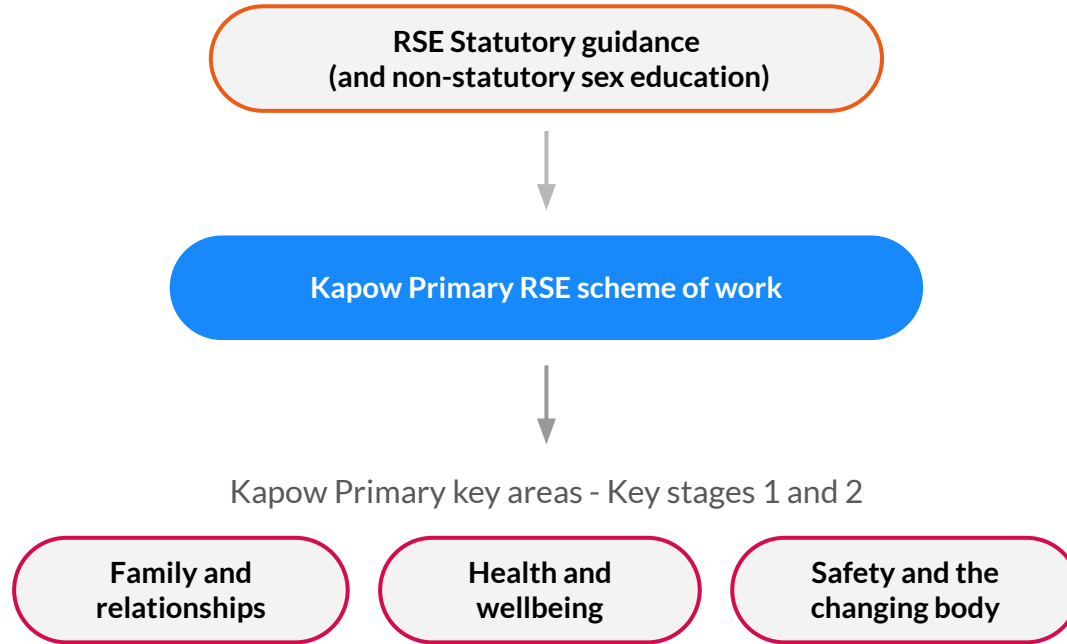 RSE Statutory guidance
(and non-statutory sex education)
Kapow Primary RSE scheme of work
Kapow Primary key areas - Key stages 1 and 2
Family and
relationships
Health and
wellbeing
Safety and the
changing body